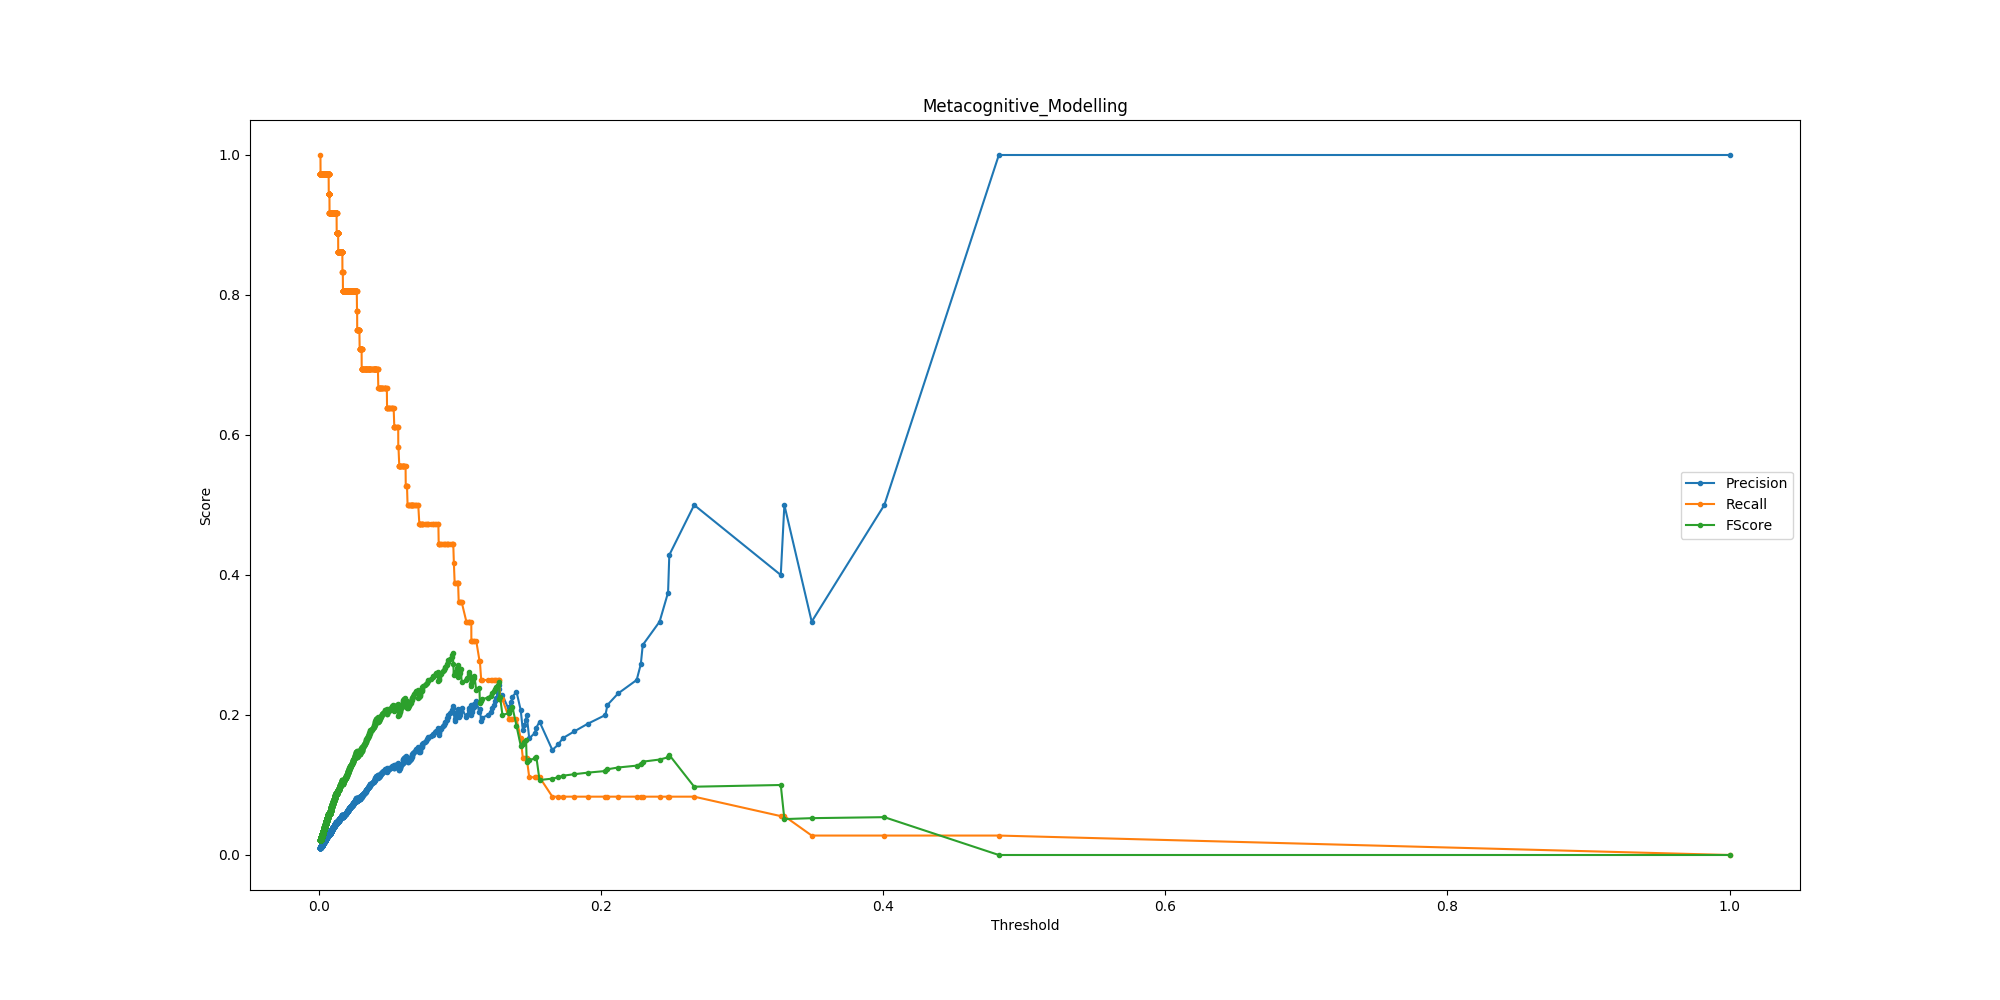 Metacognitive_Modelling
1.0
0.8
0.6
0.4
0.2
0.0
Score
Precision
Recall
FScore
0.0 0.2 0.4 0.6 0.8 1.0
Threshold